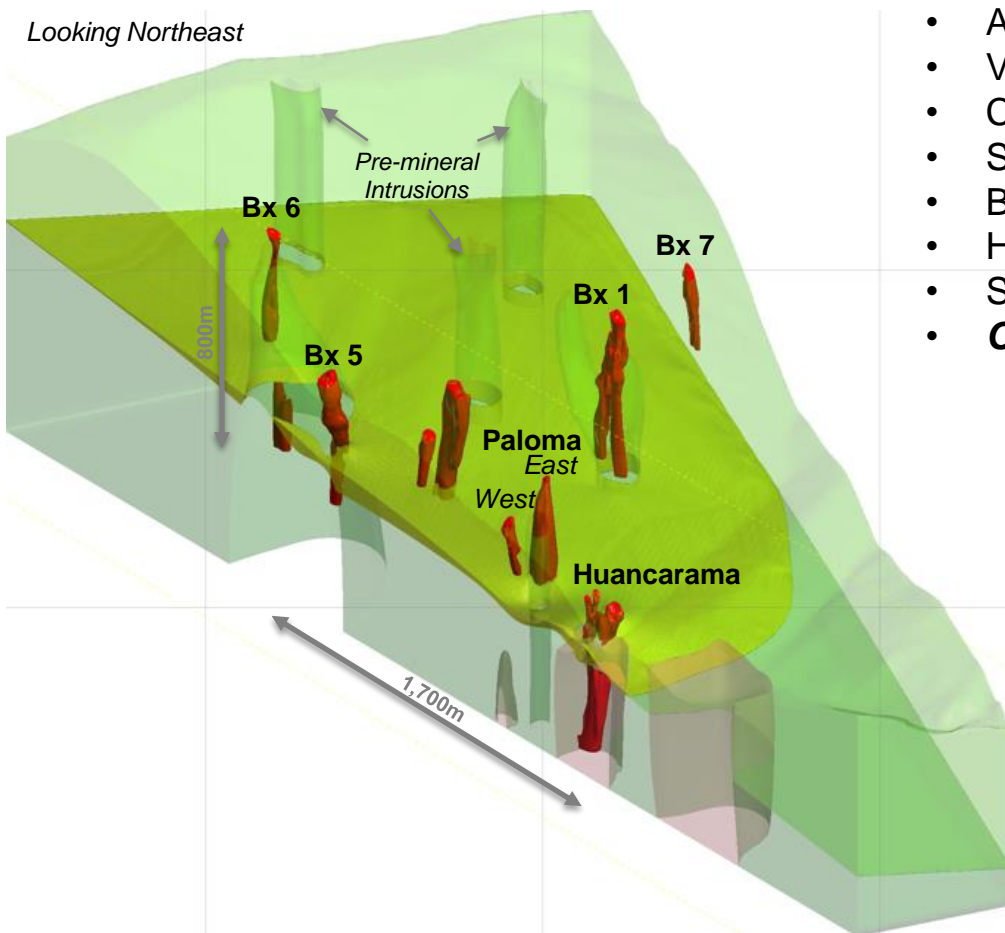 Looking Northeast
Pre-mineral
Intrusions
Bx 6
Bx 7
Bx 1
800m
Bx 5
Paloma
East
West
Huancarama
1,700m